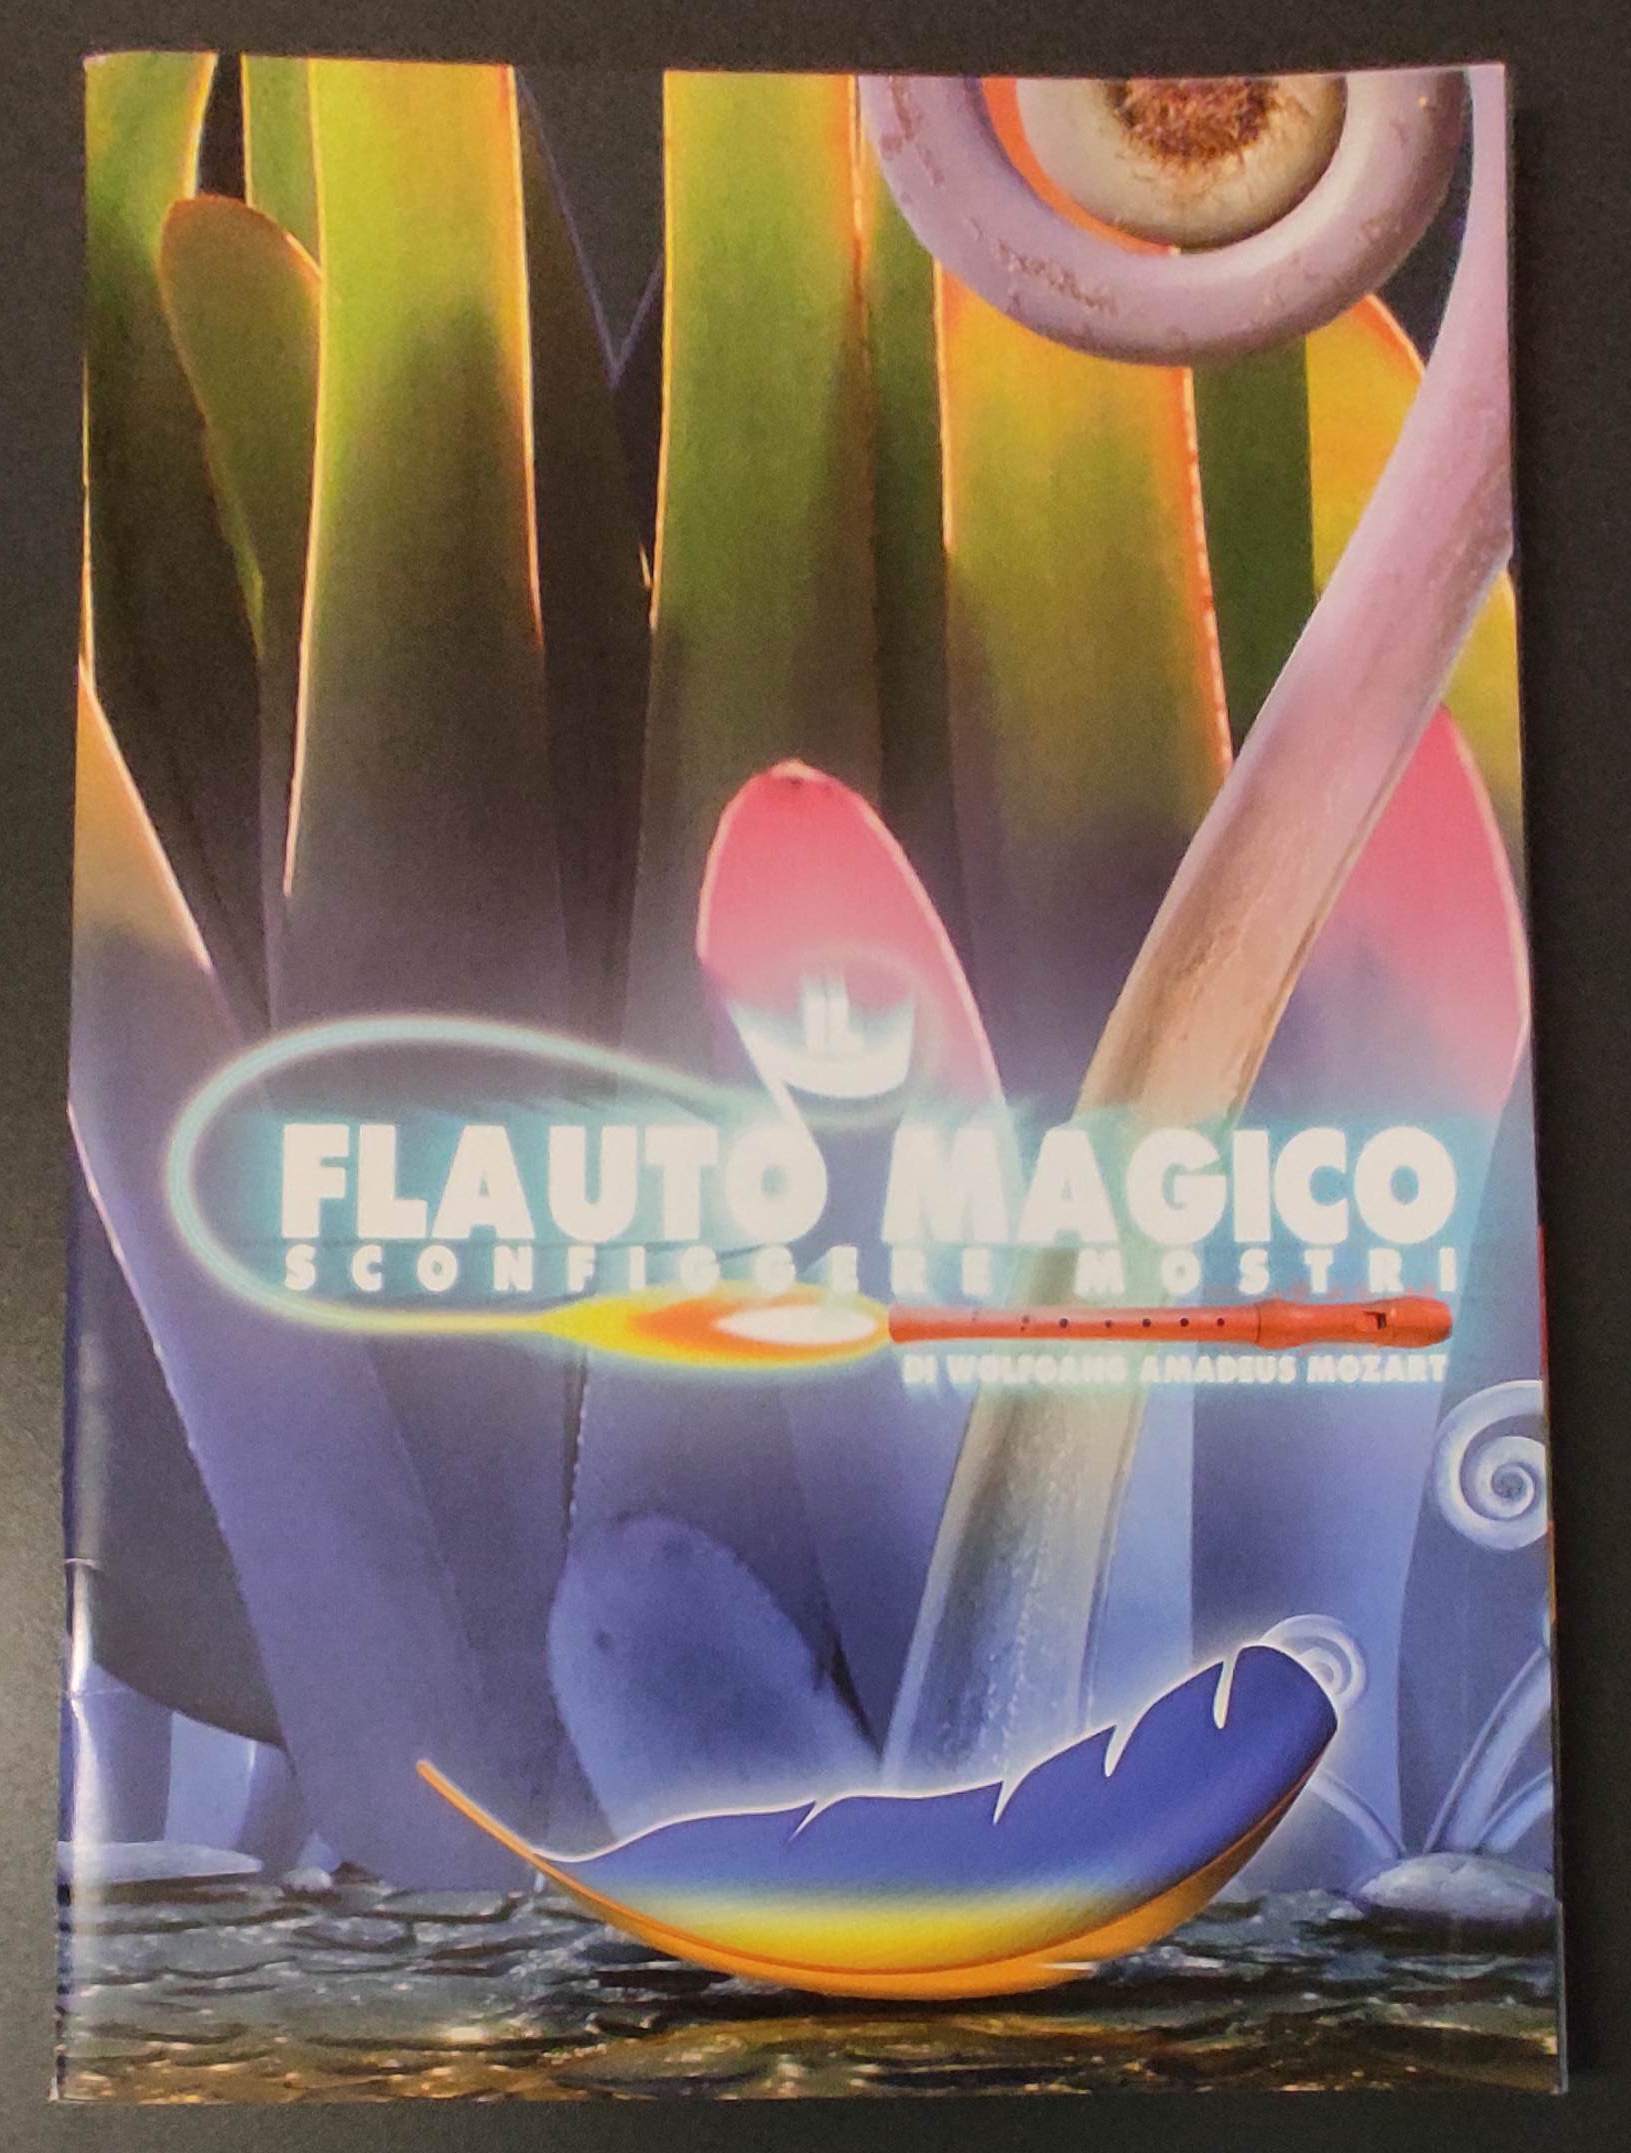 IL
FLAUTO MAGICO
SCONFIGGERE MOSTRI
DI WOLFGANG AMADEUS MOZART